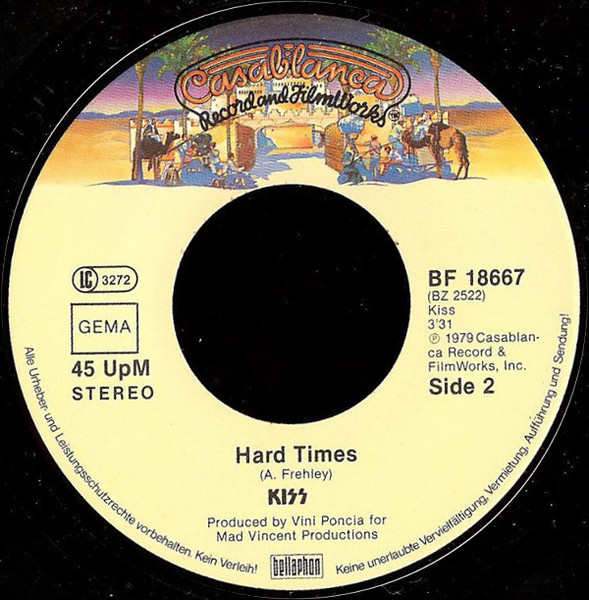 Casablanca
Record and FilmWorks TM
LC 3272
GEMA
45 UpM
STEREO
BF 18667
(BZ 2522)
Kiss
3'31
℗ 1979 Casablan-
ca Record &
FilmWorks, Inc.
Side 2
Hard Times
(A. Frehley)
KISS
Produced by Vini Poncia for
Mad Vincent Productions
Alle Urheber- und Leistungsschutzrechte vorbehalten. Kein Verleih!
bellaphon
Keine unerlaubte Vervielfältigung, Vermietung, Aufführung und Sendung!